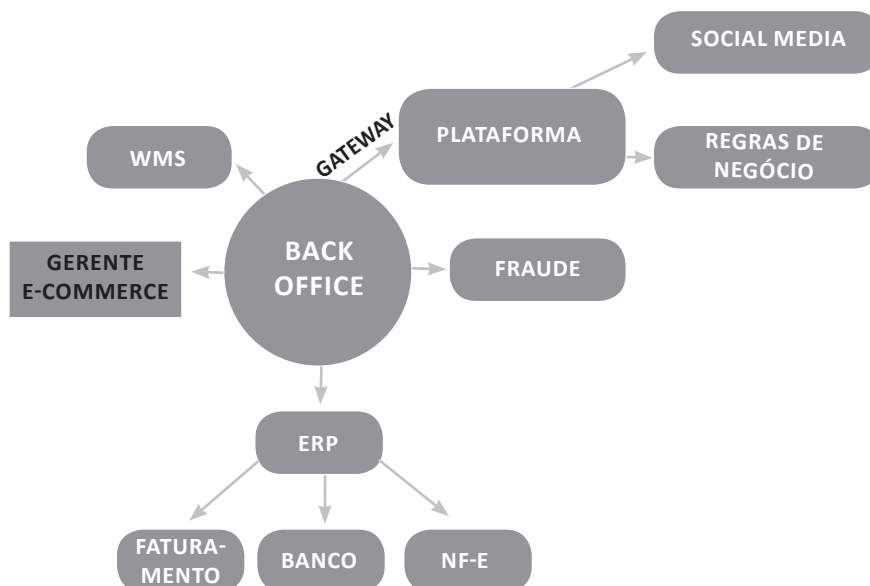 SOCIAL MEDIA
GATEWAY
PLATAFORMA
REGRAS DE
NEGÓCIO
WMS
BACK
OFFICE
FRAUDE
GERENTE
E-COMMERCE
ERP
FATURA-
MENTO
BANCO
NF-E